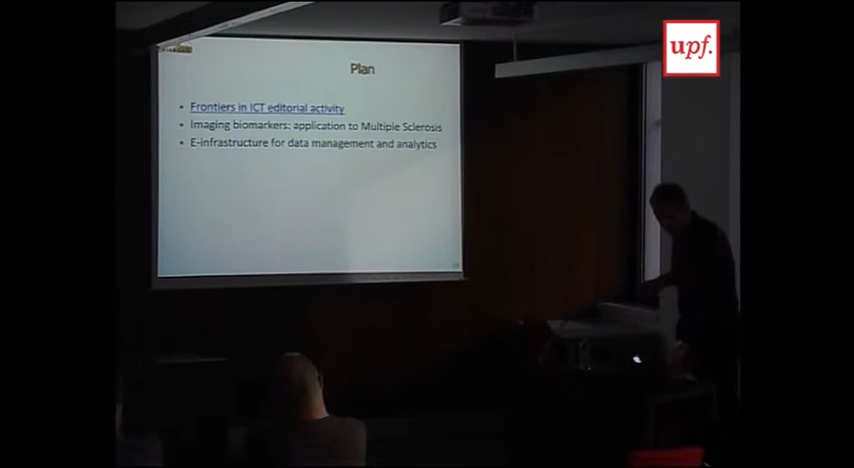 upf.
Plan
• Frontiers in ICT editorial activity
• Imaging biomarkers: application to Multiple Sclerosis
• E-infrastructure for data management and analytics